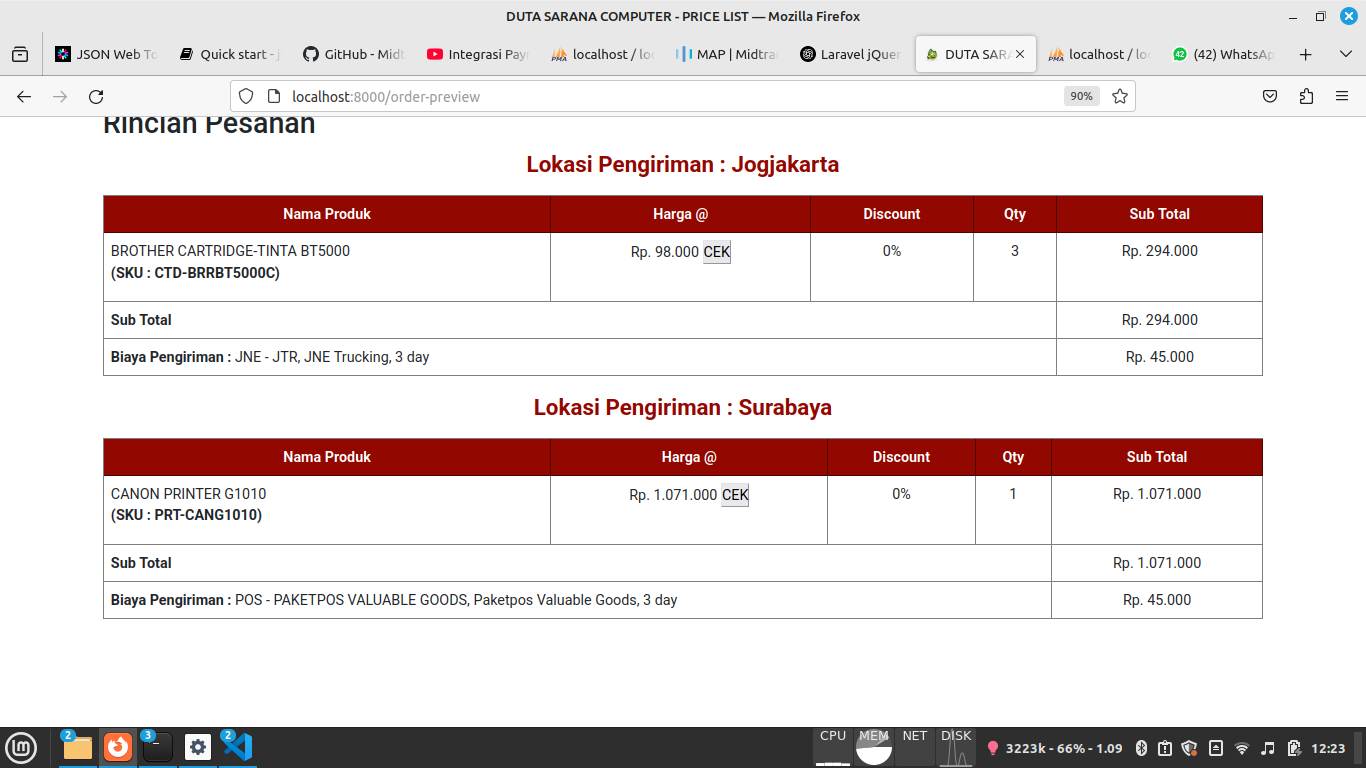 DUTA SARANA COMPUTER - PRICE LIST — Mozilla Firefox
JSON Web To
Quick start - j
GitHub - Midt
Integrasi Payr
localhost / loc
MAP | Midtra
Laravel jQuer
DUTA SARA
localhost / lo
(42) WhatsAp
localhost:8000/order-preview
90%
Rincian Pesanan
Lokasi Pengiriman : Jogjakarta
Nama Produk Harga @ Discount Qty Sub Total
BROTHER CARTRIDGE-TINTA BT5000 Rp. 98.000 CEK 0% 3 Rp. 294.000
(SKU : CTD-BRRBT5000C)
Sub Total Rp. 294.000
Biaya Pengiriman : JNE - JTR, JNE Trucking, 3 day Rp. 45.000
Lokasi Pengiriman : Surabaya
Nama Produk Harga @ Discount Qty Sub Total
CANON PRINTER G1010 Rp. 1.071.000 CEK 0% 1 Rp. 1.071.000
(SKU : PRT-CANG1010)
Sub Total Rp. 1.071.000
Biaya Pengiriman : POS - PAKETPOS VALUABLE GOODS, Paketpos Valuable Goods, 3 day Rp. 45.000
2 3 2
CPU MEM NET DISK
3223k - 66% - 1.09
12:23